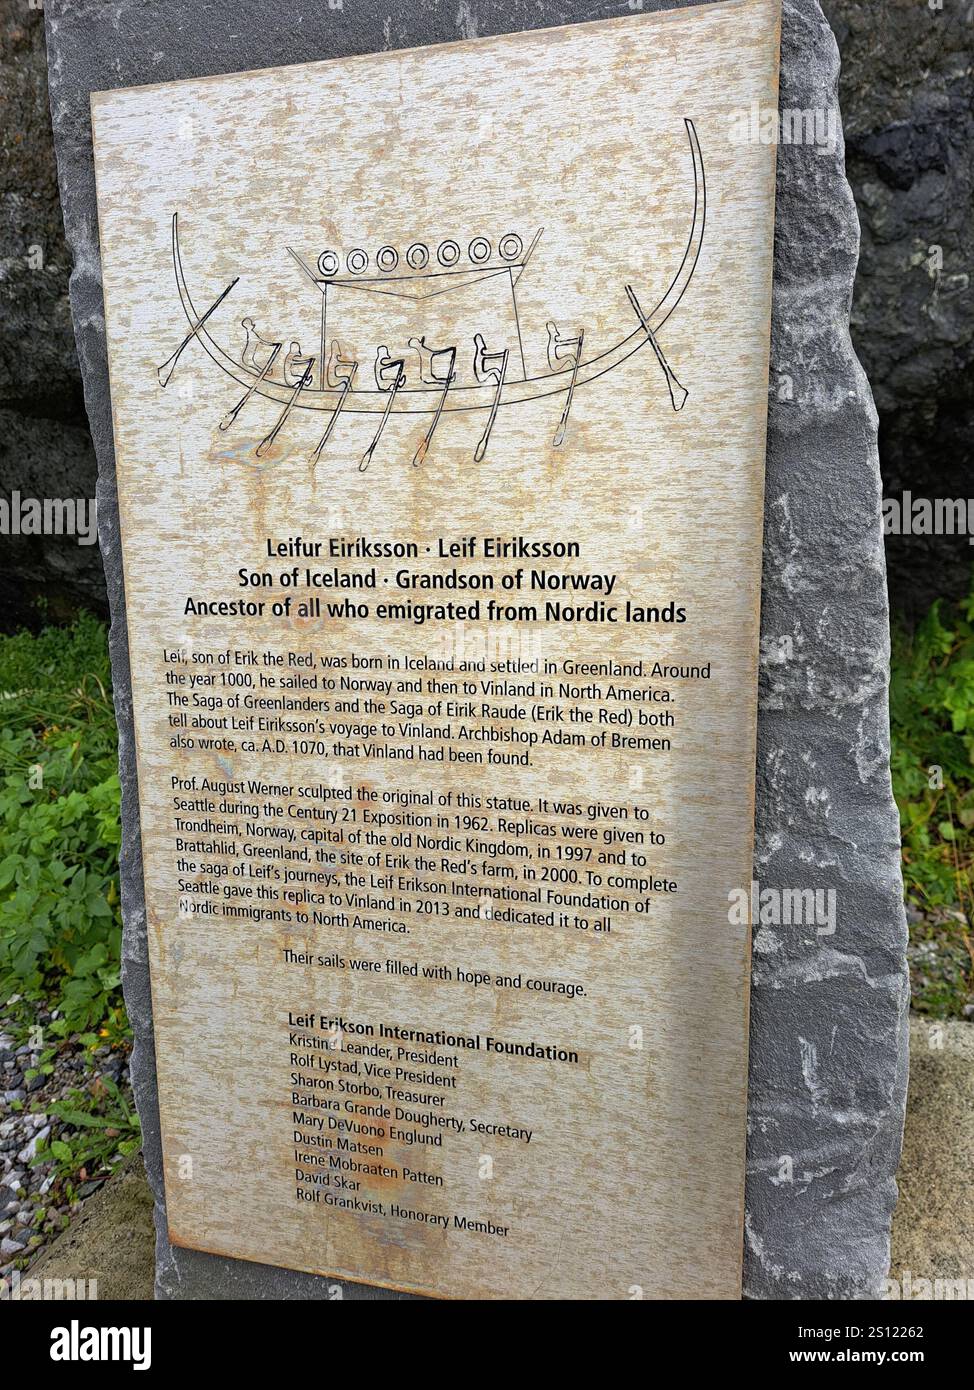 Leifur Eiríksson · Leif Eiriksson
Son of Iceland · Grandson of Norway
Ancestor of all who emigrated from Nordic lands
Leif, son of Erik the Red, was born in Iceland and settled in Greenland. Around
the year 1000, he sailed to Norway and then to Vinland in North America.
The Saga of Greenlanders and the Saga of Eirik Raude (Erik the Red) both
tell about Leif Eiriksson's voyage to Vinland. Archbishop Adam of Bremen
also wrote, ca. A.D. 1070, that Vinland had been found.
Prof. August Werner sculpted the original of this statue. It was given to
Seattle during the Century 21 Exposition in 1962. Replicas were given to
Trondheim, Norway, capital of the old Nordic Kingdom, in 1997 and to
Brattahlid, Greenland, the site of Erik the Red's farm, in 2000. To complete
the saga of Leif's journeys, the Leif Erikson International Foundation of
Seattle gave this replica to Vinland in 2013 and dedicated it to all
Nordic immigrants to North America.
Their sails were filled with hope and courage.
Leif Erikson International Foundation
Kristine Leander, President
Rolf Lystad, Vice President
Sharon Storbo, Treasurer
Barbara Grande Dougherty, Secretary
Mary DeVuono Englund
Dustin Matsen
Irene Mobraaten Patten
David Skar
Rolf Grankvist, Honorary Member
alamy
Image ID: 2S12262
www.alamy.com